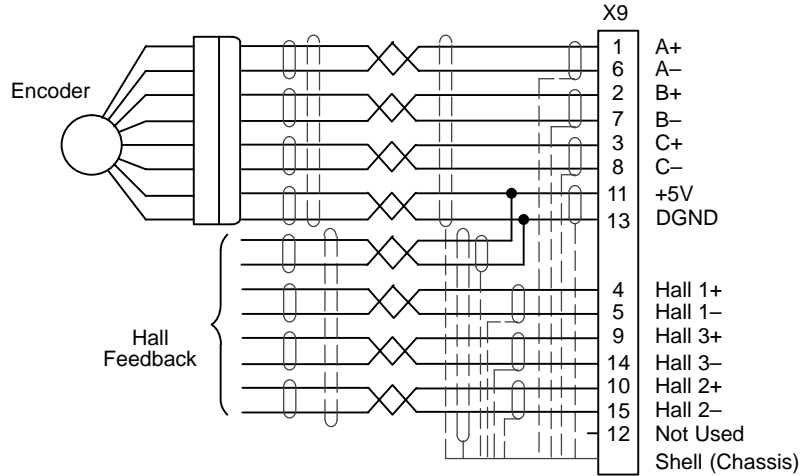 X9
Encoder
1 A+
6 A–
2 B+
7 B–
3 C+
8 C–
11 +5V
13 DGND
4 Hall 1+
5 Hall 1–
9 Hall 3+
14 Hall 3–
10 Hall 2+
15 Hall 2–
12 Not Used
Shell (Chassis)
Hall
Feedback